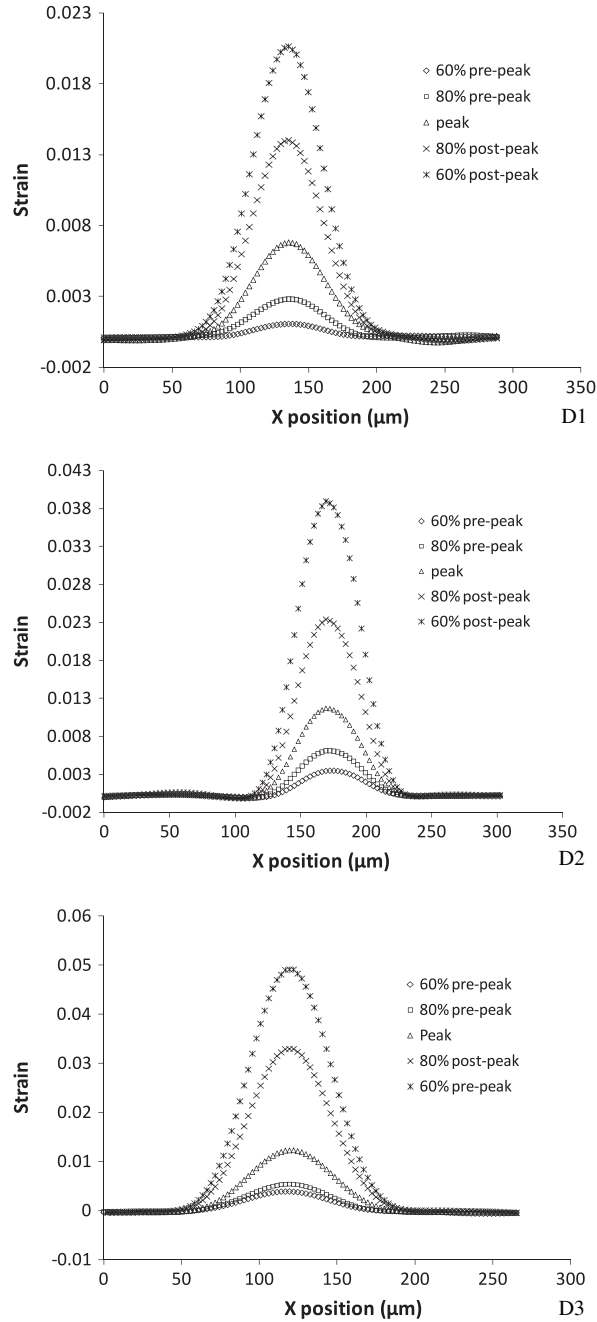 0.023
0.018
0.013
0.008
0.003
-0.002
Strain
0 50 100 150 200 250 300 350
X position (µm)
60% pre-peak
80% pre-peak
peak
80% post-peak
60% post-peak
D1
0.043
0.038
0.033
0.028
0.023
0.018
0.013
0.008
0.003
-0.002
Strain
0 50 100 150 200 250 300 350
X position (µm)
60% pre-peak
80% pre-peak
peak
80% post-peak
60% post-peak
D2
0.06
0.05
0.04
0.03
0.02
0.01
0
-0.01
Strain
0 50 100 150 200 250 300
X position (µm)
60% pre-peak
80% pre-peak
Peak
80% post-peak
60% pre-peak
D3